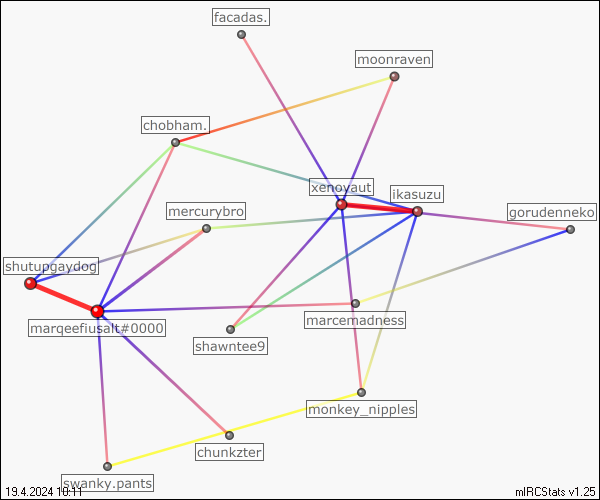 facadas.
moonraven
chobham.
xenovaut
ikasuzu
mercurybro
gorudenneko
shutupgaydog
marqeefiusalt#0000
marcemadness
shawntee9
monkey_nipples
chunkzter
swanky.pants
19.4.2024 10:11
mIRCStats v1.25